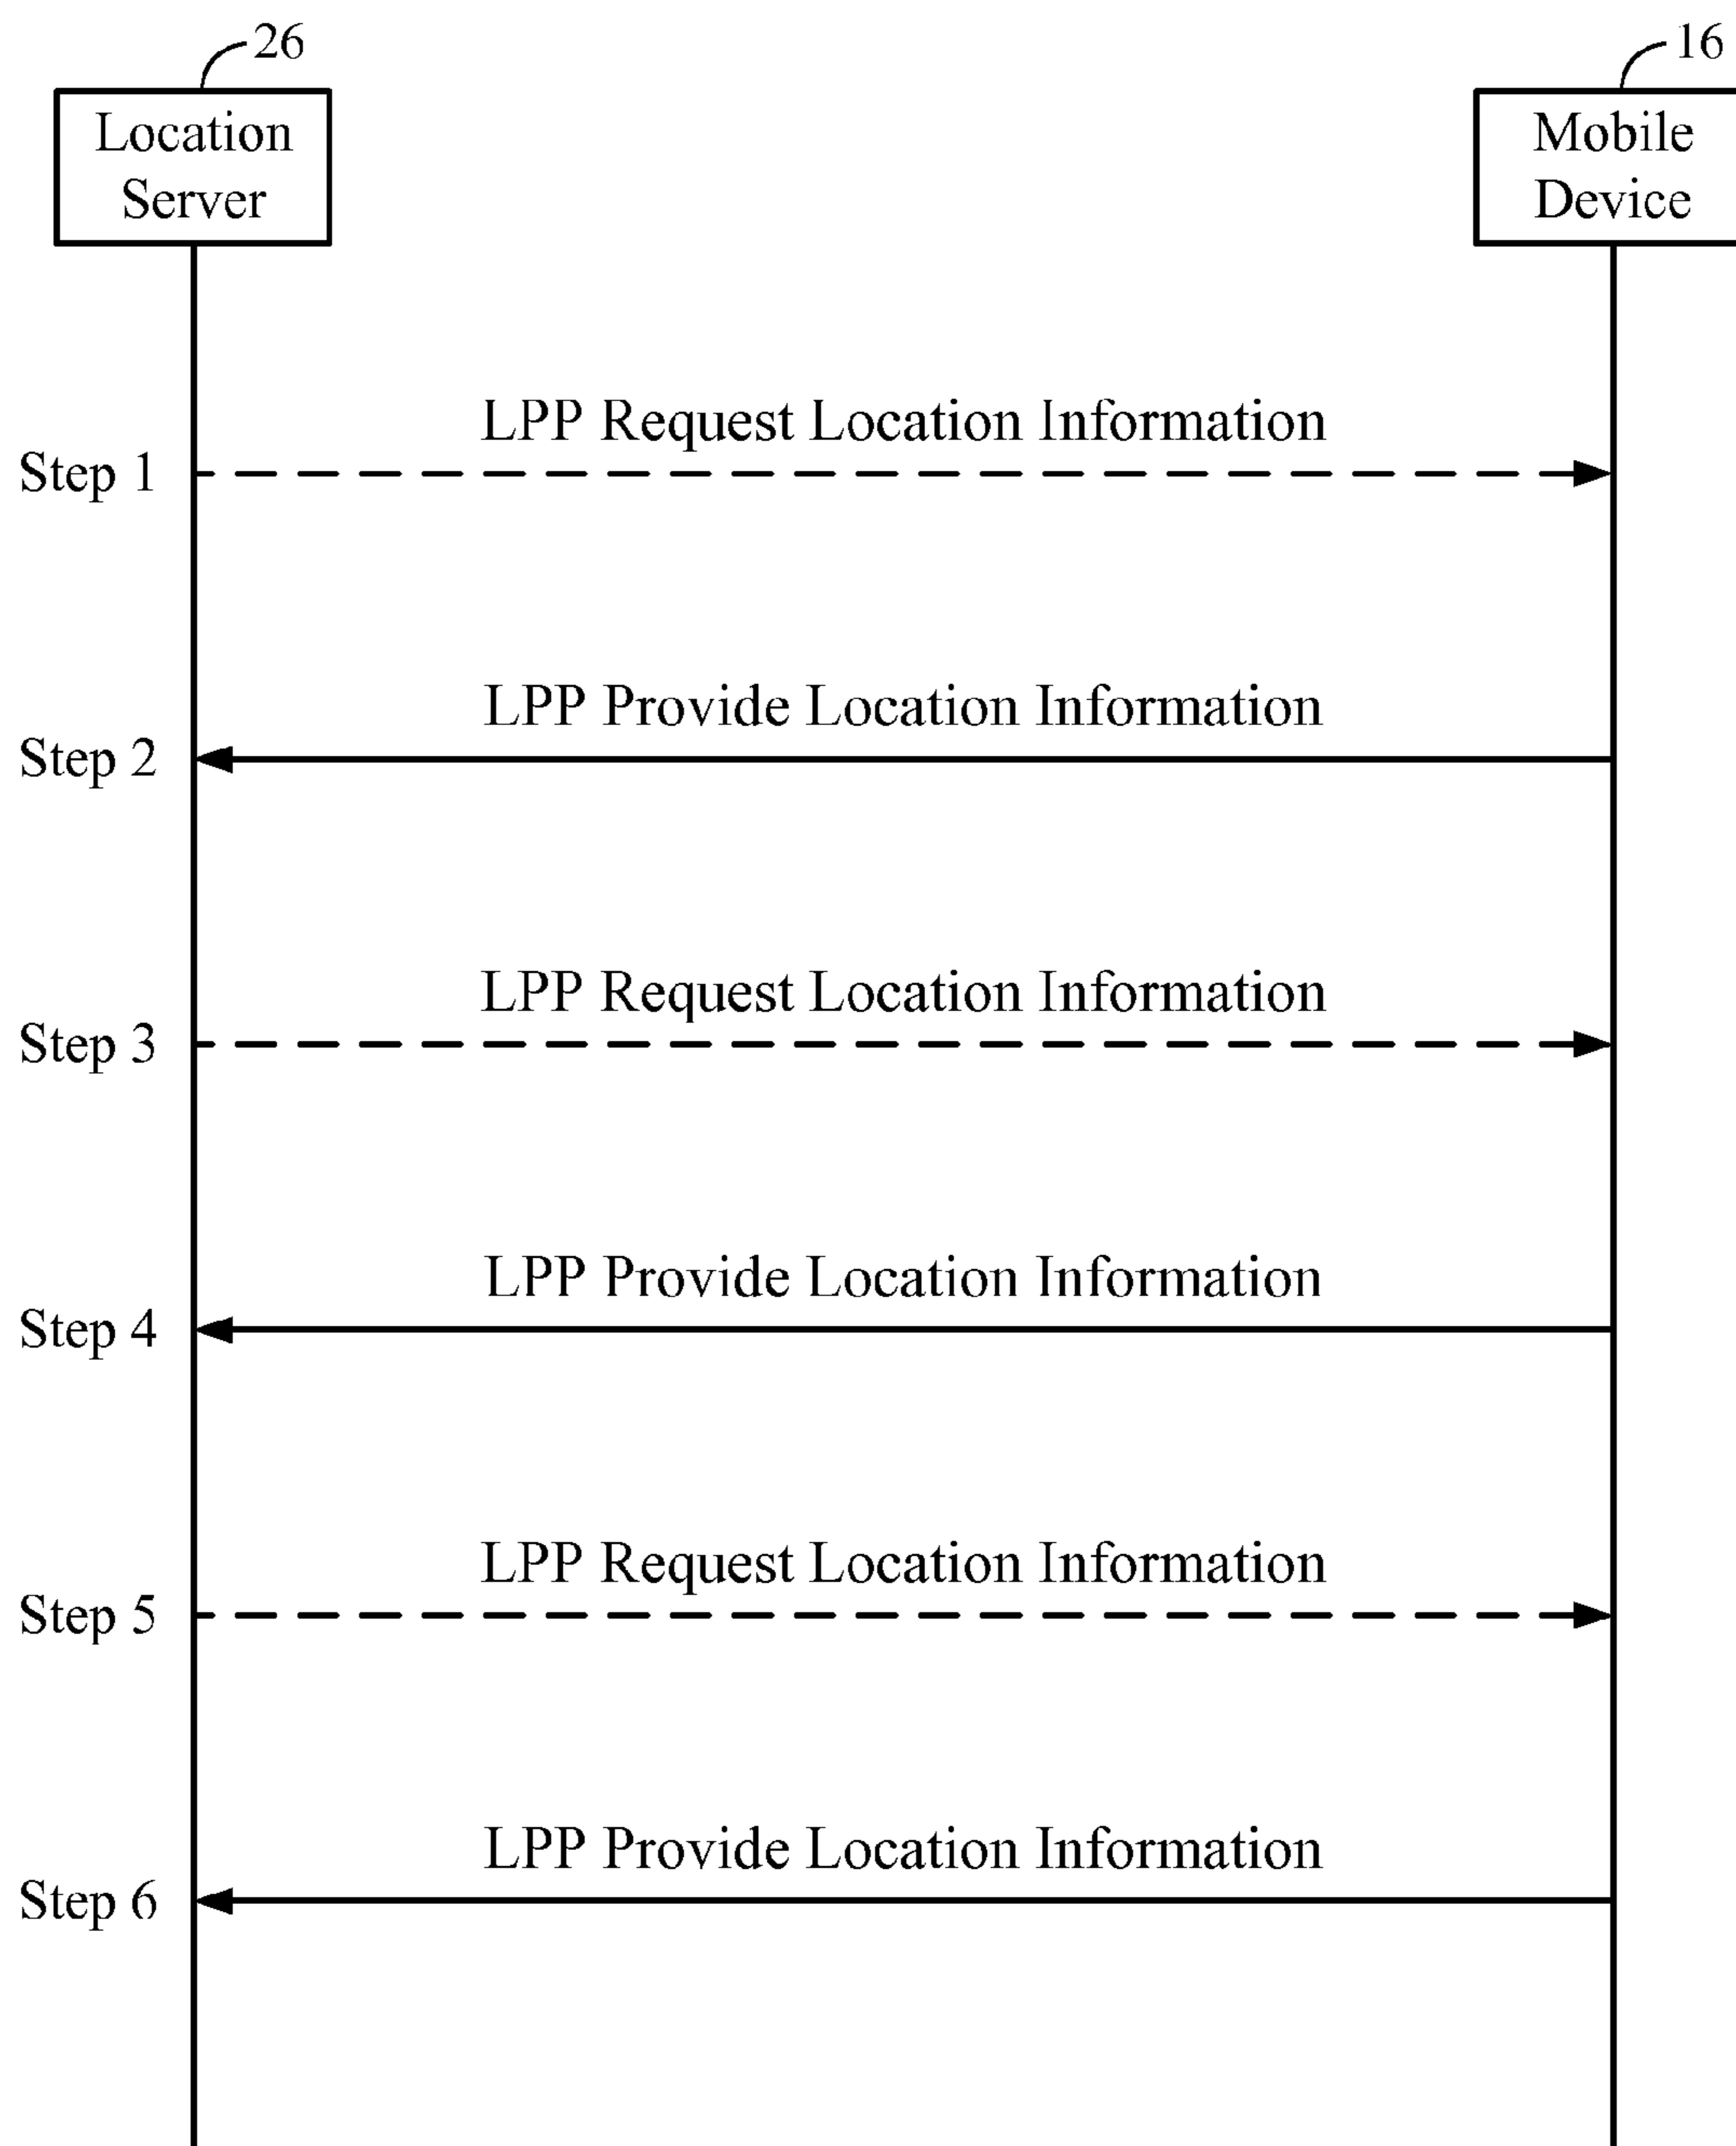 26
16
Location
Server
Mobile
Device
LPP Request Location Information
Step 1
LPP Provide Location Information
Step 2
LPP Request Location Information
Step 3
LPP Provide Location Information
Step 4
LPP Request Location Information
Step 5
LPP Provide Location Information
Step 6